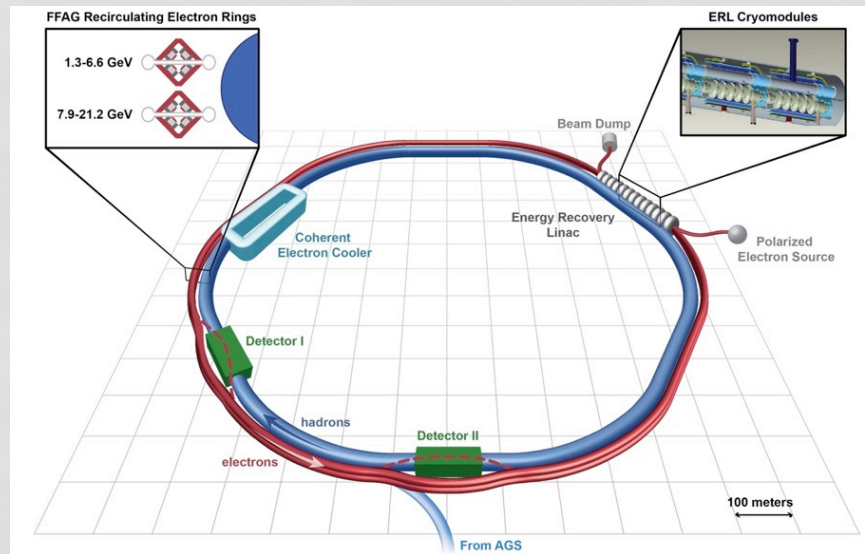 FFAG Recirculating Electron Rings
1.3-6.6 GeV
7.9-21.2 GeV
ERL Cryomodules
Beam Dump
Energy Recovery
Linac
Polarized
Electron Source
Coherent
Electron Cooler
Detector I
hadrons
Detector II
electrons
100 meters
From AGS